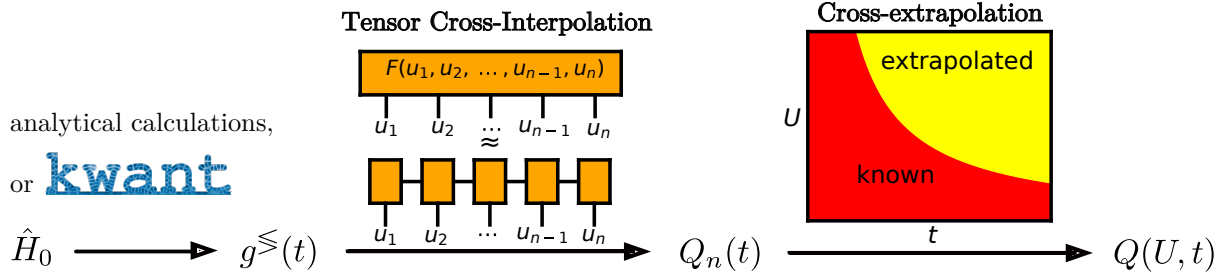 Tensor Cross-Interpolation
Cross-extrapolation
F(u₁, u₂, ..., uₙ₋₁, uₙ)
extrapolated
u₁ u₂ ... uₙ₋₁ uₙ
U
analytical calculations,
≈
or kwant
known
u₁ u₂ ... uₙ₋₁ uₙ
t
Ĥ₀ g^≶(t) Qₙ(t) Q(U, t)